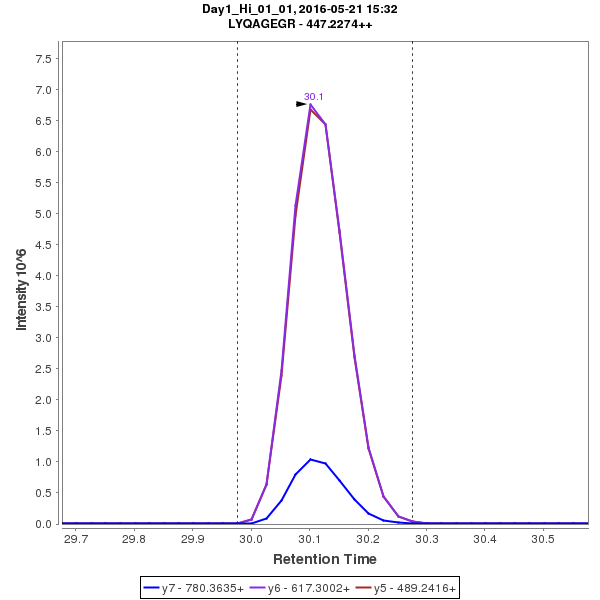 Day1_Hi_01_01, 2016-05-21 15:32
LYQAGEGR - 447.2274++
7.5
7.0
6.5
6.0
5.5
5.0
4.5
4.0
3.5
3.0
2.5
2.0
1.5
1.0
0.5
0.0
Intensity 10^6
30.1
29.7 29.8 29.9 30.0 30.1 30.2 30.3 30.4 30.5
Retention Time
y7 - 780.3635+ y6 - 617.3002+ y5 - 489.2416+